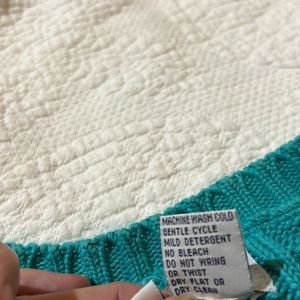 MACHINE WASH COLD
GENTLE CYCLE
MILD DETERGENT
NO BLEACH
DO NOT WRING
OR TWIST
DRY FLAT OR
DRY CLEAN